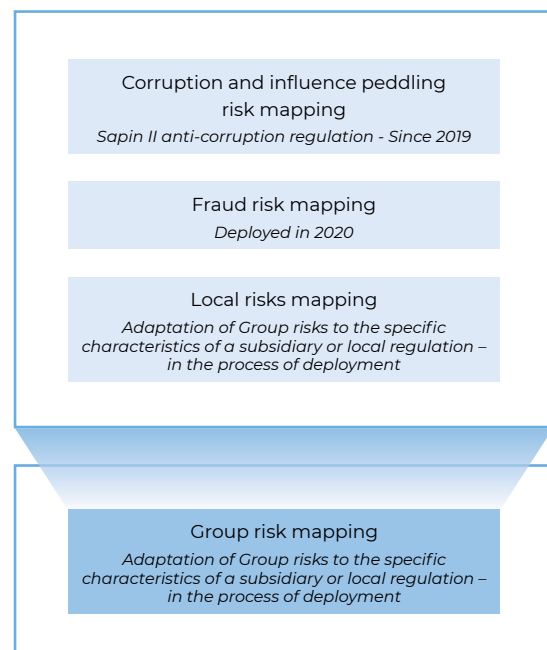 Corruption and influence peddling
risk mapping
Sapin II anti-corruption regulation - Since 2019
Fraud risk mapping
Deployed in 2020
Local risks mapping
Adaptation of Group risks to the specific
characteristics of a subsidiary or local regulation –
in the process of deployment
Group risk mapping
Adaptation of Group risks to the specific
characteristics of a subsidiary or local regulation –
in the process of deployment